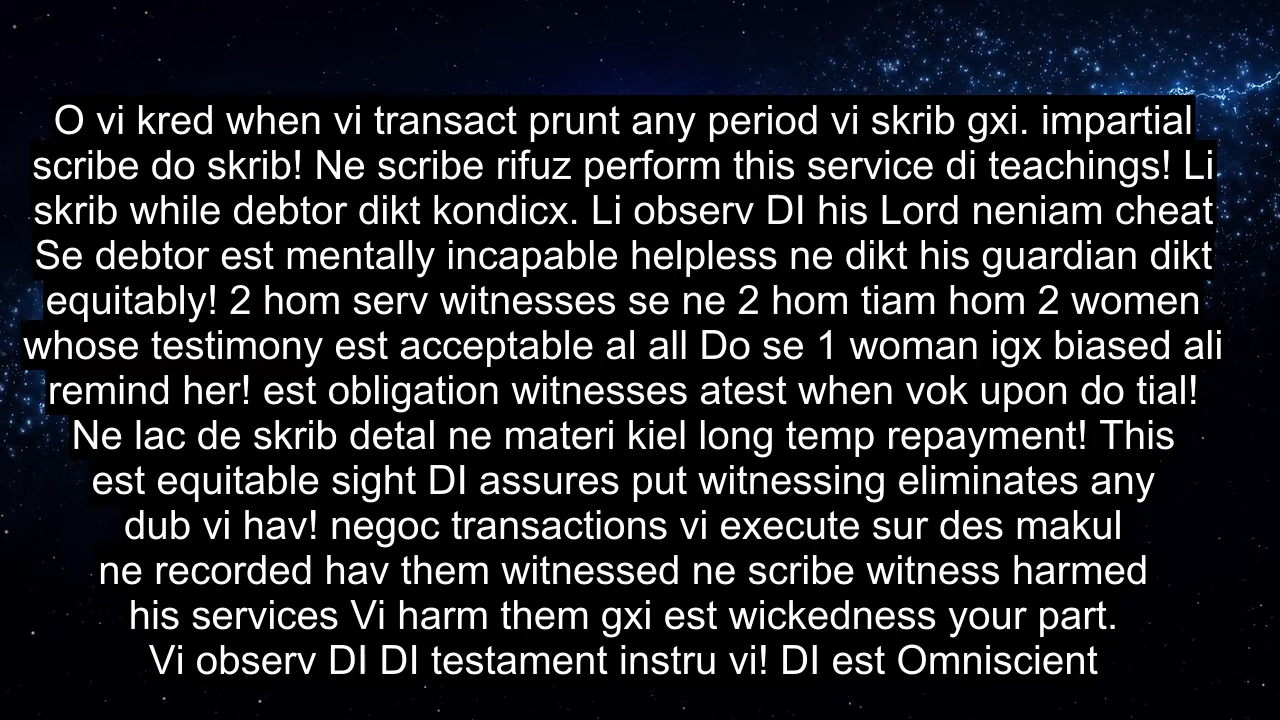 O vi kred when vi transact prunt any period vi skrib gxi. impartial
scribe do skrib! Ne scribe rifuz perform this service di teachings! Li
skrib while debtor dikt kondicx. Li observ DI his Lord neniam cheat
Se debtor est mentally incapable helpless ne dikt his guardian dikt
equitably! 2 hom serv witnesses se ne 2 hom tiam hom 2 women
whose testimony est acceptable al all Do se 1 woman igx biased ali
remind her! est obligation witnesses atest when vok upon do tial!
Ne lac de skrib detal ne materi kiel long temp repayment! This
est equitable sight DI assures put witnessing eliminates any
dub vi hav! negoc transactions vi execute sur des makul
ne recorded hav them witnessed ne scribe witness harmed
his services Vi harm them gxi est wickedness your part.
Vi observ DI DI testament instru vi! DI est Omniscient